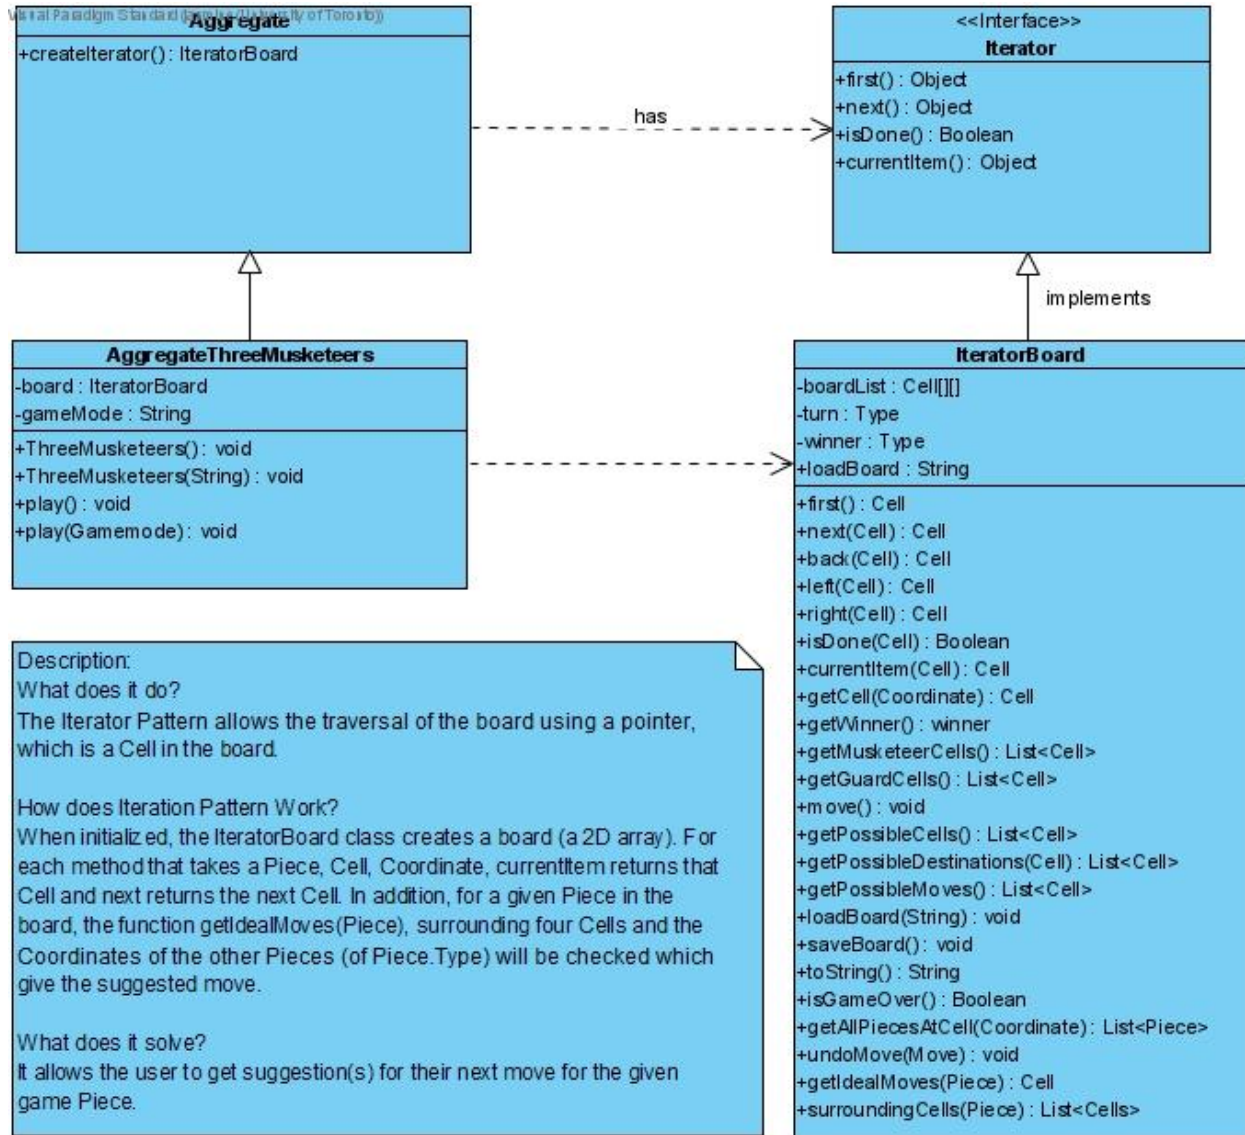 Visual Paradigm Standard (University of Toronto))
Aggregate
+createIterator() : IteratorBoard
<<Interface>>
Iterator
+first() : Object
+next() : Object
+isDone() : Boolean
+currentItem() : Object
has
implements
AggregateThreeMusketeers
-board : IteratorBoard
-gameMode : String
+ThreeMusketeers() : void
+ThreeMusketeers(String) : void
+play() : void
+play(Gamemode) : void
IteratorBoard
-boardList : Cell[][]
-turn : Type
-winner : Type
+loadBoard : String
+first() : Cell
+next(Cell) : Cell
+back(Cell) : Cell
+left(Cell) : Cell
+right(Cell) : Cell
+isDone(Cell) : Boolean
+currentItem(Cell) : Cell
+getCell(Coordinate) : Cell
+getWinner() : winner
+getMusketeerCells() : List<Cell>
+getGuardCells() : List<Cell>
+move() : void
+getPossibleCells() : List<Cell>
+getPossibleDestinations(Cell) : List<Cell>
+getPossibleMoves() : List<Cell>
+loadBoard(String) : void
+saveBoard() : void
+toString() : String
+isGameOver() : Boolean
+getAllPiecesAtCell(Coordinate) : List<Piece>
+undoMove(Move) : void
+getIdealMoves(Piece) : Cell
+surroundingCells(Piece) : List<Cells>
Description:
What does it do?
The Iterator Pattern allows the traversal of the board using a pointer,
which is a Cell in the board.
How does Iteration Pattern Work?
When initialized, the IteratorBoard class creates a board (a 2D array). For
each method that takes a Piece, Cell, Coordinate, currentItem returns that
Cell and next returns the next Cell. In addition, for a given Piece in the
board, the function getIdealMoves(Piece), surrounding four Cells and the
Coordinates of the other Pieces (of Piece.Type) will be checked which
give the suggested move.
What does it solve?
It allows the user to get suggestion(s) for their next move for the given
game Piece.